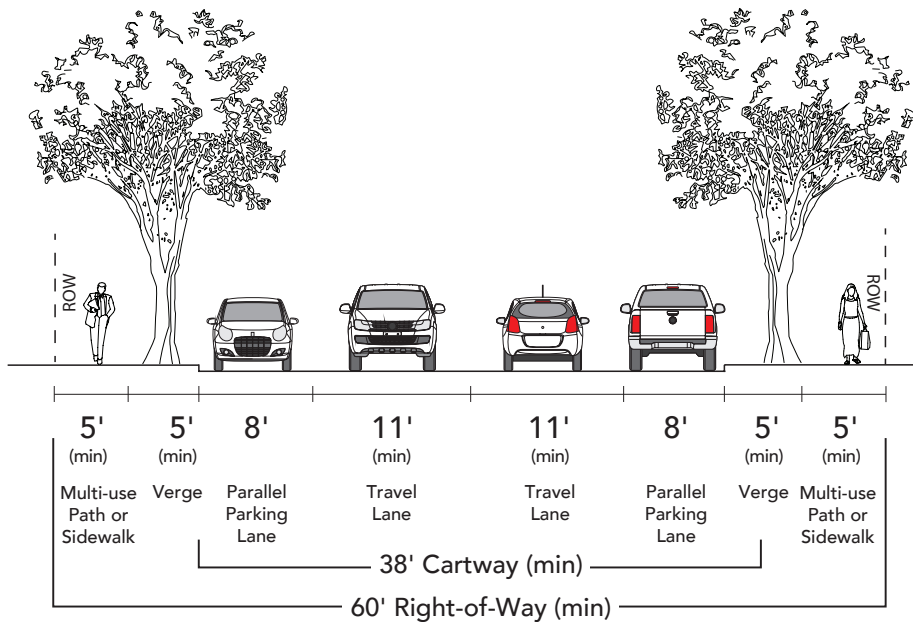 ROW
ROW
5' 5' 8' 11' 11' 8' 5' 5'
(min) (min) (min) (min) (min) (min)
Multi-use Verge Parallel Travel Travel Parallel Verge Multi-use
Path or Parking Lane Lane Parking Path or
Sidewalk Lane Lane Sidewalk
38' Cartway (min)
60' Right-of-Way (min)